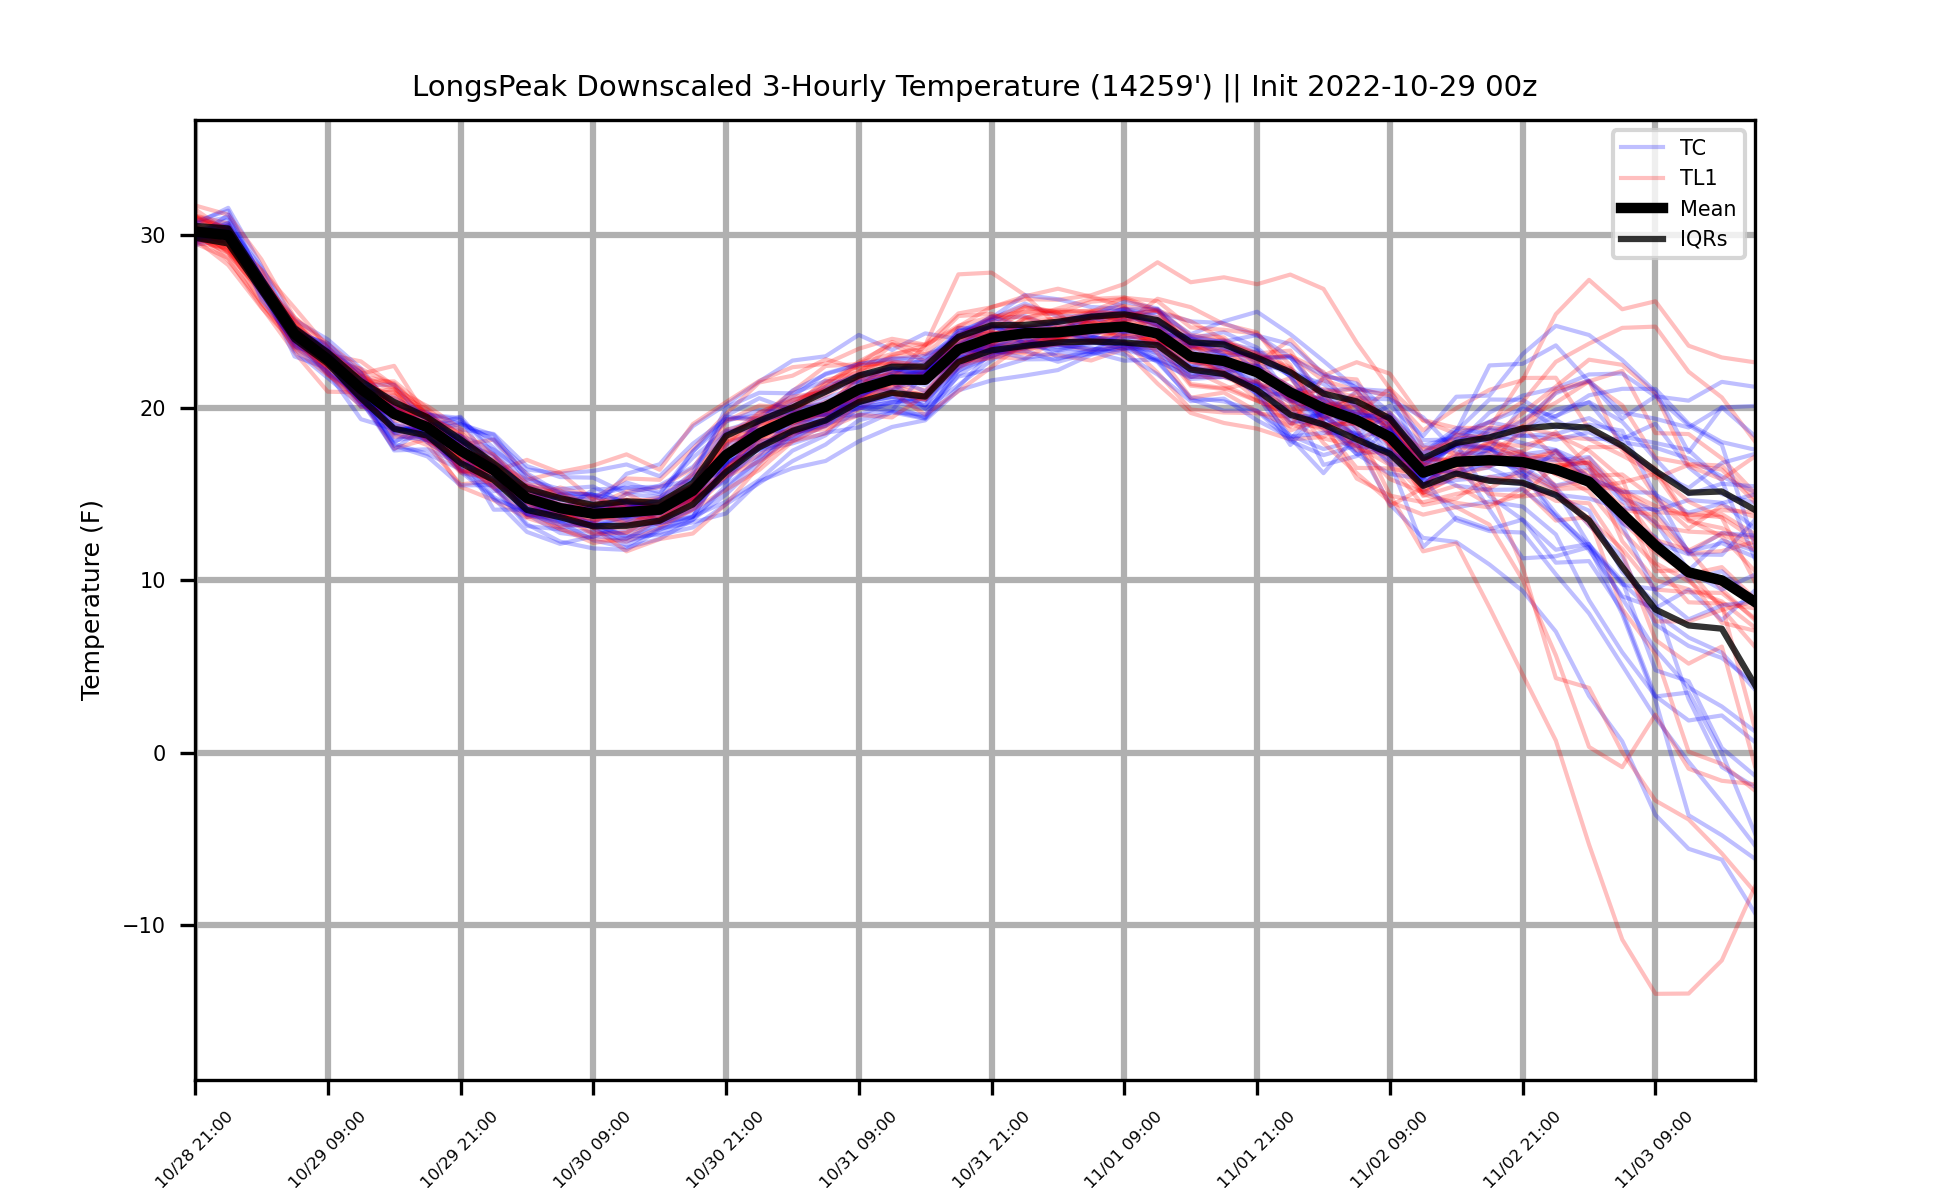 LongsPeak Downscaled 3-Hourly Temperature (14259') || Init 2022-10-29 00z
TC
TL1
Mean
IQRs
Temperature (F)
30
20
10
0
−10
10/28 21:00
10/29 09:00
10/29 21:00
10/30 09:00
10/30 21:00
10/31 09:00
10/31 21:00
11/01 09:00
11/01 21:00
11/02 09:00
11/02 21:00
11/03 09:00